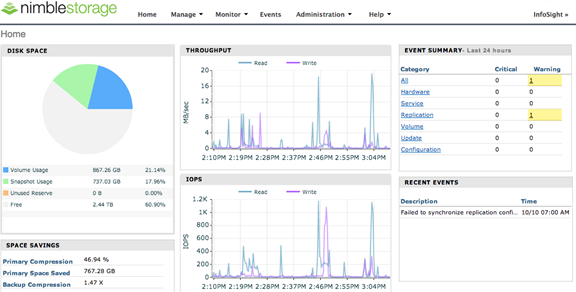 nimblestorage
Home Manage Monitor Events Administration Help InfoSight »
Home
DISK SPACE
Volume Usage 867.26 GB 21.14%
Snapshot Usage 737.03 GB 17.96%
Unused Reserve 0 B 0.00%
Free 2.44 TB 60.90%
SPACE SAVINGS
Primary Compression 46.94 %
Primary Space Saved 767.28 GB
Backup Compression 1.47 X
THROUGHPUT
Read Write
MB/sec
20
16
12
8
4
0
2:10PM 2:19PM 2:28PM 2:37PM 2:46PM 2:55PM 3:04PM
IOPS
Read Write
IOPS
1.2K
1K
800
600
400
200
0
2:10PM 2:19PM 2:28PM 2:37PM 2:46PM 2:55PM 3:04PM
EVENT SUMMARY- Last 24 hours
Category Critical Warning
All 0 1
Hardware 0 0
Service 0 0
Replication 0 1
Volume 0 0
Update 0 0
Configuration 0 0
RECENT EVENTS
Description Time
Failed to synchronize replication confi... 10/10 07:00 AM